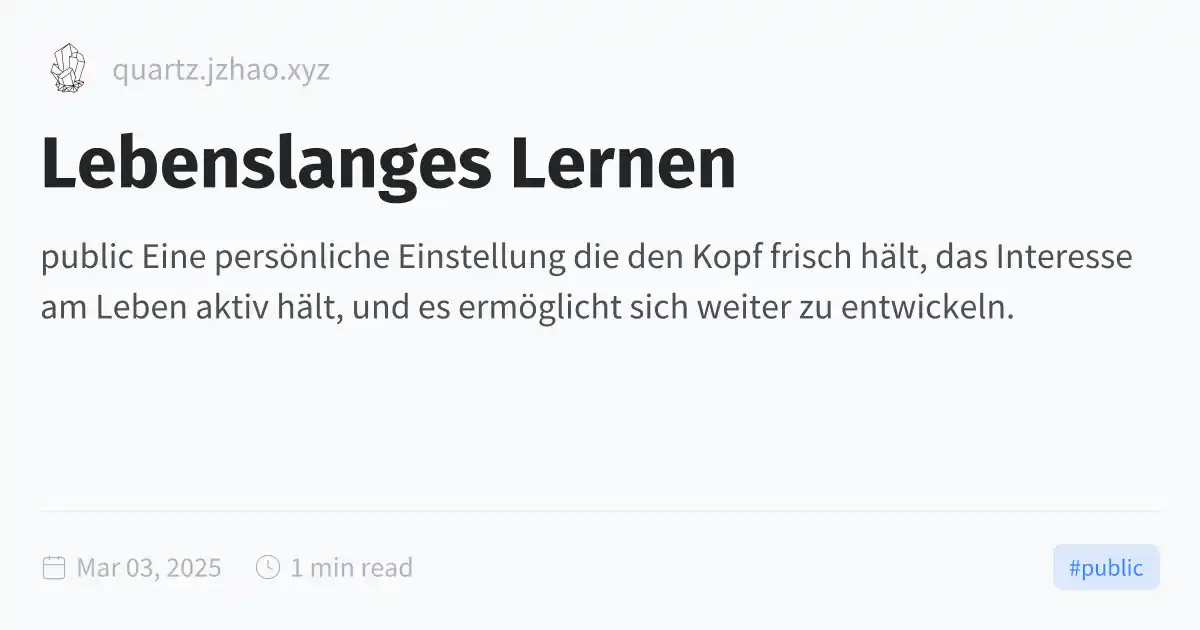 quartz.jzhao.xyz
Lebenslanges Lernen
public Eine persönliche Einstellung die den Kopf frisch hält, das Interesse
am Leben aktiv hält, und es ermöglicht sich weiter zu entwickeln.
Mar 03, 2025 1 min read #public